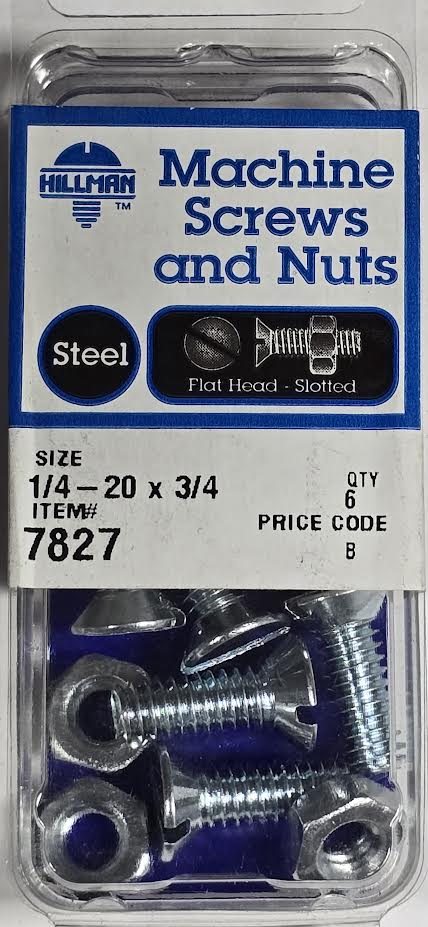 HILLMAN
TM
Machine
Screws
and Nuts
Steel
Flat Head - Slotted
SIZE
1/4 – 20 x 3/4
ITEM#
7827
QTY
6
PRICE CODE
B